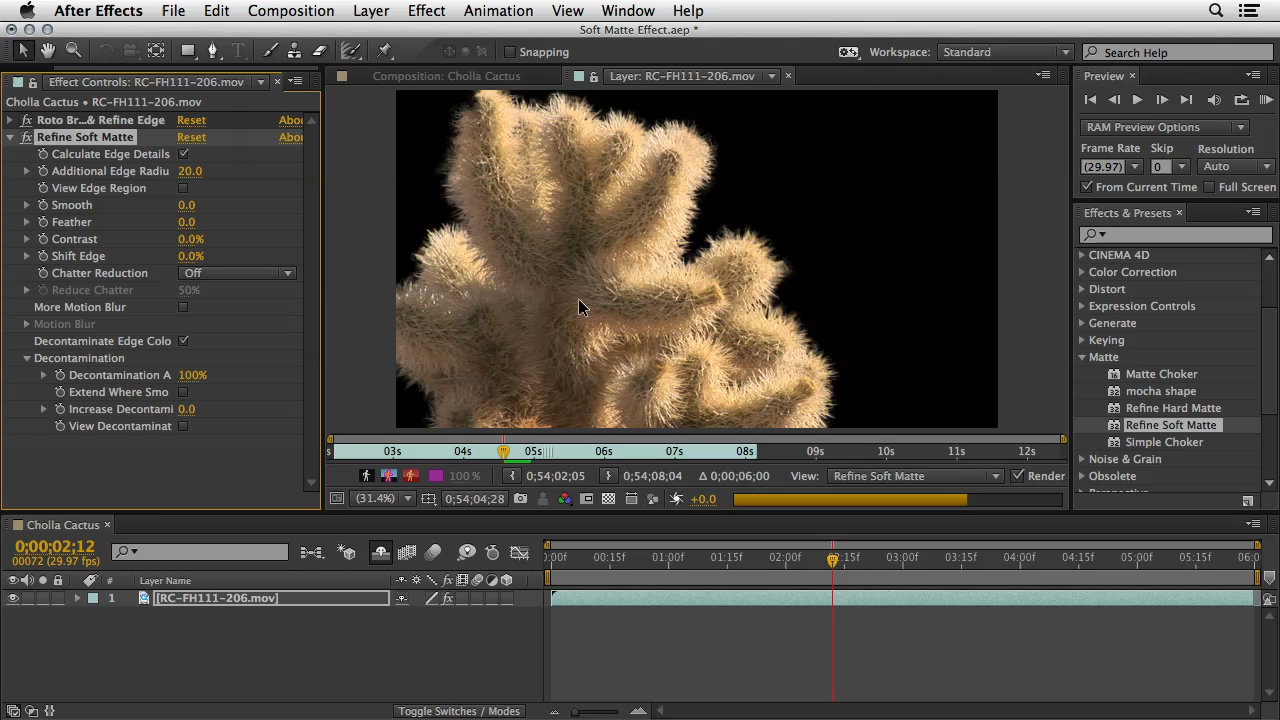 After Effects File Edit Composition Layer Effect Animation View Window Help
Soft Matte Effect.aep *
Snapping Workspace: Standard Search Help
Effect Controls: RC-FH111-206.mov
Composition: Cholla Cactus
Layer: RC-FH111-206.mov
Preview
Cholla Cactus • RC-FH111-206.mov
Roto Br...& Refine Edge Reset Abou
Refine Soft Matte Reset Abou
Calculate Edge Details
Additional Edge Radiu 20.0
View Edge Region
Smooth 0.0
Feather 0.0
Contrast 0.0%
Shift Edge 0.0%
Chatter Reduction Off
Reduce Chatter 50%
More Motion Blur
Motion Blur
Decontaminate Edge Colo
Decontamination
Decontamination A 100%
Extend Where Smo
Increase Decontami 0.0
View Decontaminat
s 03s 04s 05s 06s 07s 08s 09s 10s 11s 12s
100% 0;54;02;05 0;54;08;04 Δ 0;00;06;00 View: Refine Soft Matte Render
(31.4%) 0;54;04;28 +0.0
RAM Preview Options
Frame Rate Skip Resolution
(29.97) 0 Auto
From Current Time Full Screen
Effects & Presets
CINEMA 4D
Color Correction
Distort
Expression Controls
Generate
Keying
Matte
Matte Choker
mocha shape
Refine Hard Matte
Refine Soft Matte
Simple Choker
Noise & Grain
Obsolete
Cholla Cactus
0;00;02;12
00072 (29.97 fps)
:00f 00:15f 01:00f 01:15f 02:00f 02:15f 03:00f 03:15f 04:00f 04:15f 05:00f 05:15f 06:0
# Layer Name
1 [RC-FH111-206.mov]
Toggle Switches / Modes